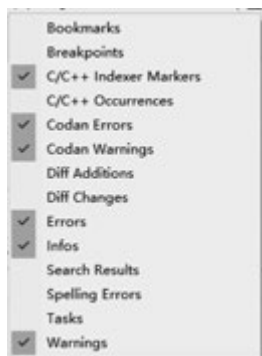 Bookmarks
Breakpoints
C/C++ Indexer Markers
C/C++ Occurrences
Codan Errors
Codan Warnings
Diff Additions
Diff Changes
Errors
Infos
Search Results
Spelling Errors
Tasks
Warnings